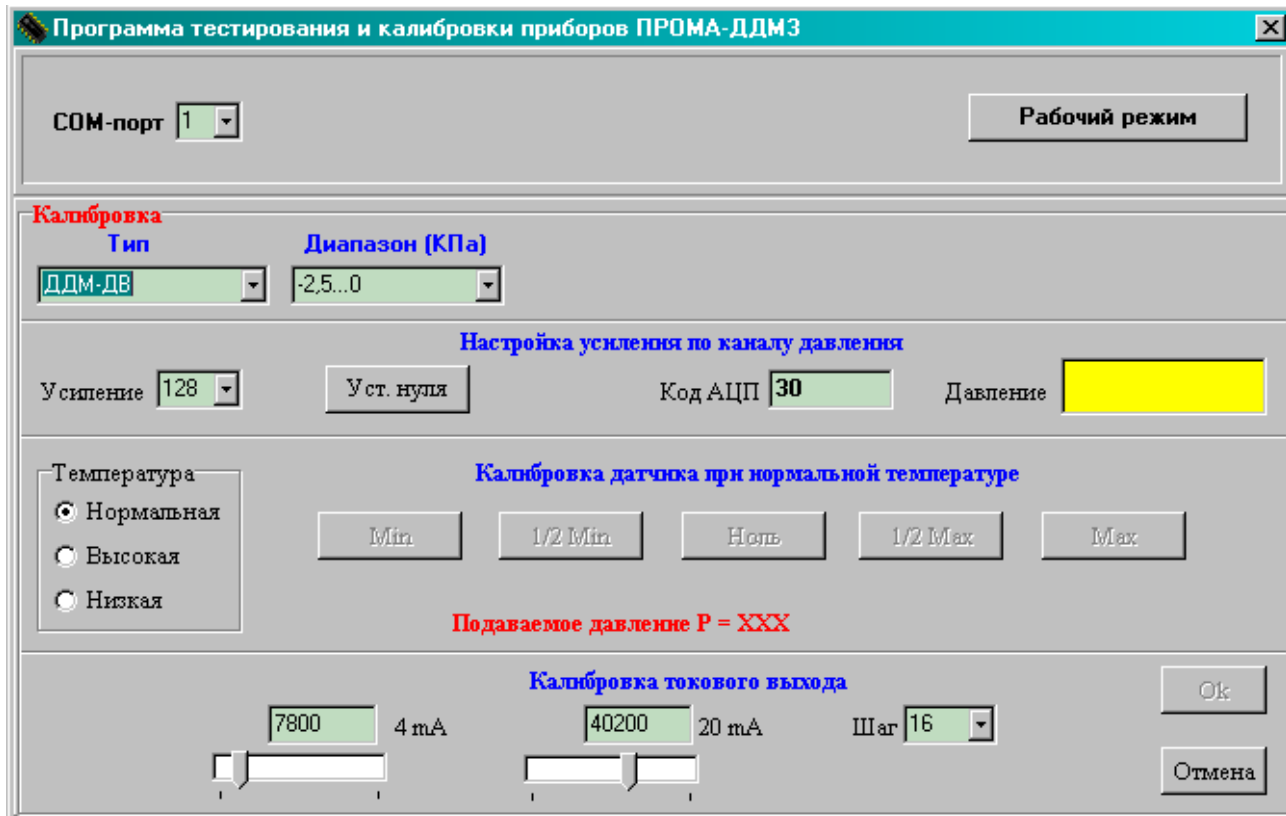 Программа тестирования и калибровки приборов ПРОМА-ДДМЗ
COM-порт 1 Рабочий режим
Калибровка
Тип Диапазон (КПа)
ДДМ-ДВ -2,5...0
Настройка усиления по каналу давления
Усиление 128 Уст. нуля Код АЦП 30 Давление
Температура Калибровка датчика при нормальной температуре
Нормальная
Min 1/2 Min Ноль 1/2 Max Max
Высокая
Низкая
Подаваемое давление P = XXX
Калибровка токового выхода
Ok
7800 4 mA 40200 20 mA Шаг 16
Отмена